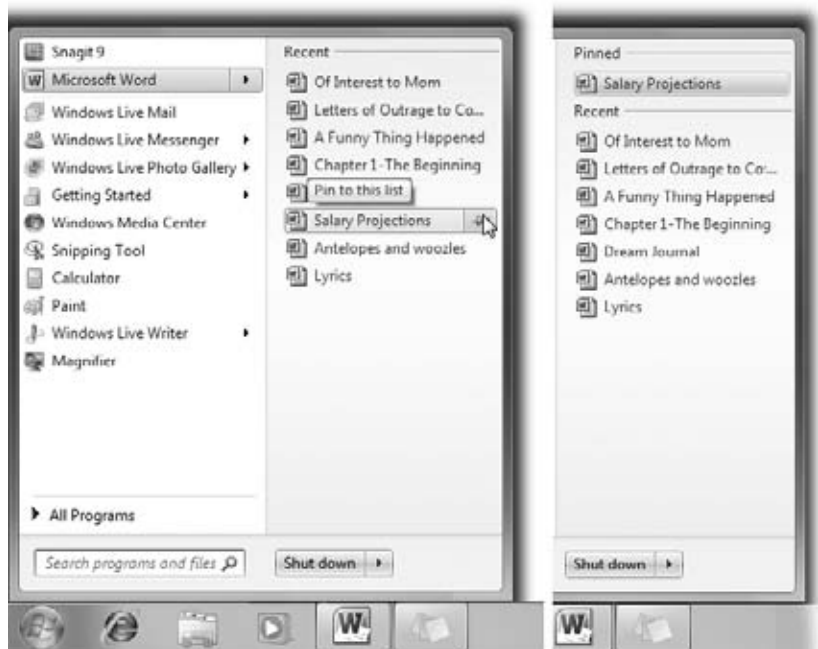 Snagit 9
Microsoft Word
Windows Live Mail
Windows Live Messenger
Windows Live Photo Gallery
Getting Started
Windows Media Center
Snipping Tool
Calculator
Paint
Windows Live Writer
Magnifier
All Programs
Search programs and files
Recent
Of Interest to Mom
Letters of Outrage to Co...
A Funny Thing Happened
Chapter 1-The Beginning
Pin to this list
Salary Projections
Antelopes and woozles
Lyrics
Shut down
Pinned
Salary Projections
Recent
Of Interest to Mom
Letters of Outrage to Co...
A Funny Thing Happened
Chapter 1-The Beginning
Dream Journal
Antelopes and woozles
Lyrics
Shut down
W
W